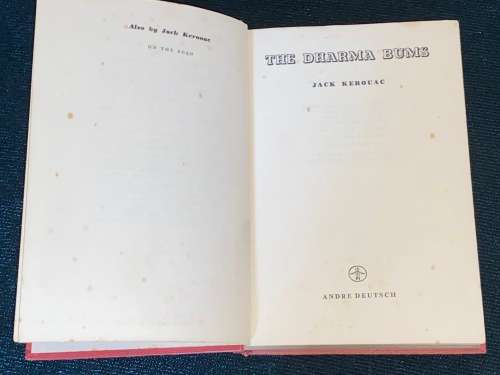 Also by Jack Kerouac
ON THE ROAD
THE DHARMA BUMS
JACK KEROUAC
ANDRE DEUTSCH